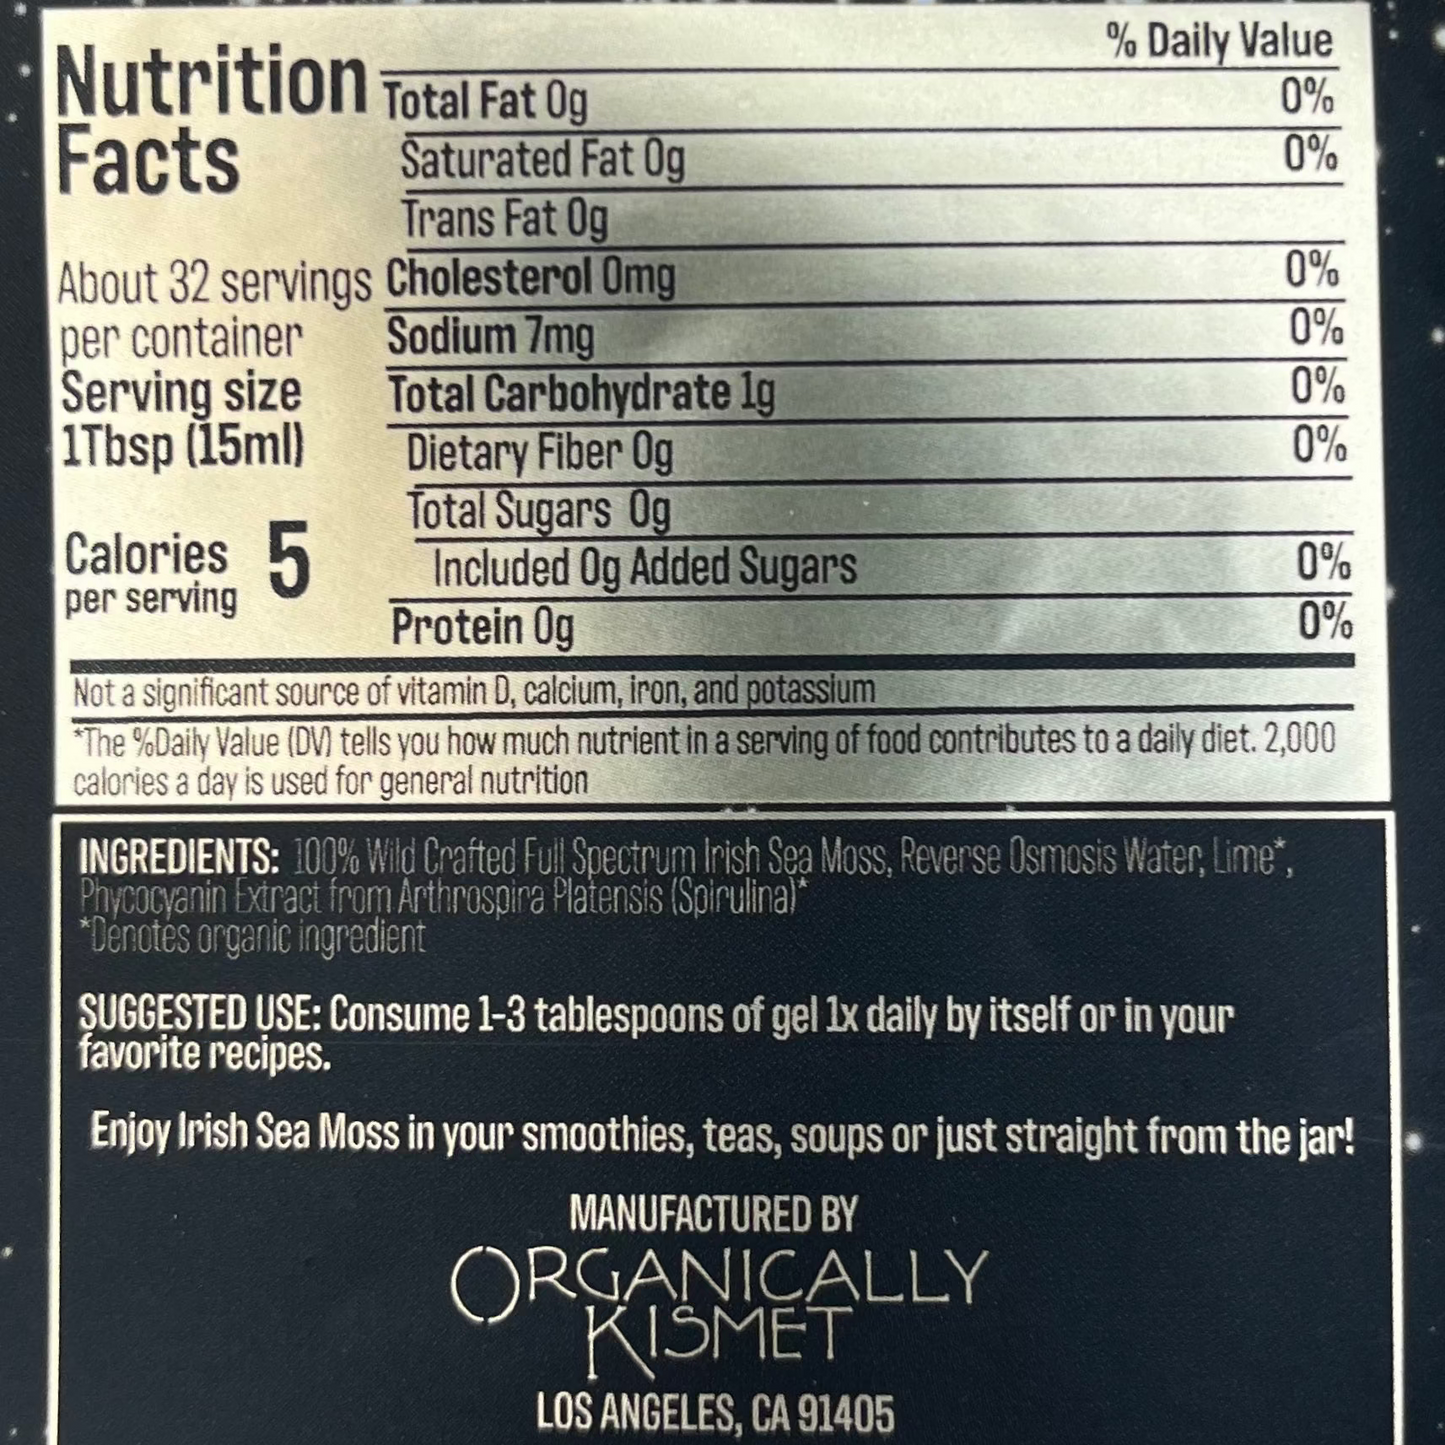 Nutrition
Facts
About 32 servings
per container
Serving size
1Tbsp (15ml)
Calories 5
per serving
% Daily Value
Total Fat 0g 0%
Saturated Fat 0g 0%
Trans Fat 0g
Cholesterol 0mg 0%
Sodium 7mg 0%
Total Carbohydrate 1g 0%
Dietary Fiber 0g 0%
Total Sugars 0g
Included 0g Added Sugars 0%
Protein 0g 0%
Not a significant source of vitamin D, calcium, iron, and potassium
*The %Daily Value (DV) tells you how much nutrient in a serving of food contributes to a daily diet. 2,000
calories a day is used for general nutrition
INGREDIENTS: 100% Wild Crafted Full Spectrum Irish Sea Moss, Reverse Osmosis Water, Lime*,
Phycocyanin Extract from Arthrospira Platensis (Spirulina)*
*Denotes organic ingredient
SUGGESTED USE: Consume 1-3 tablespoons of gel 1x daily by itself or in your
favorite recipes.
Enjoy Irish Sea Moss in your smoothies, teas, soups or just straight from the jar!
MANUFACTURED BY
ORGANICALLY
KISMET
LOS ANGELES, CA 91405